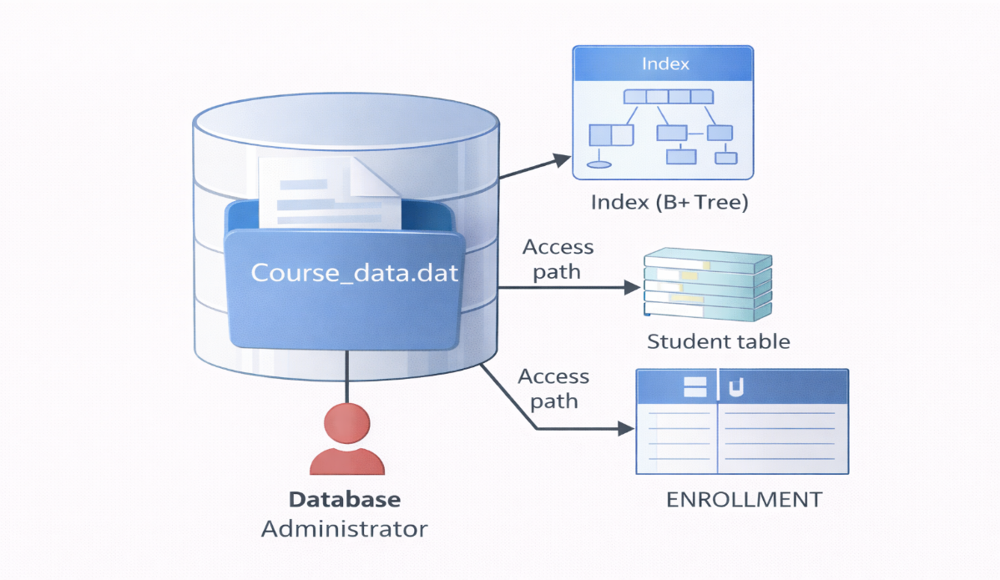 Index
Index (B+ Tree)
Course_data.dat
Access
path
Student table
Access
path
ENROLLMENT
Database
Administrator